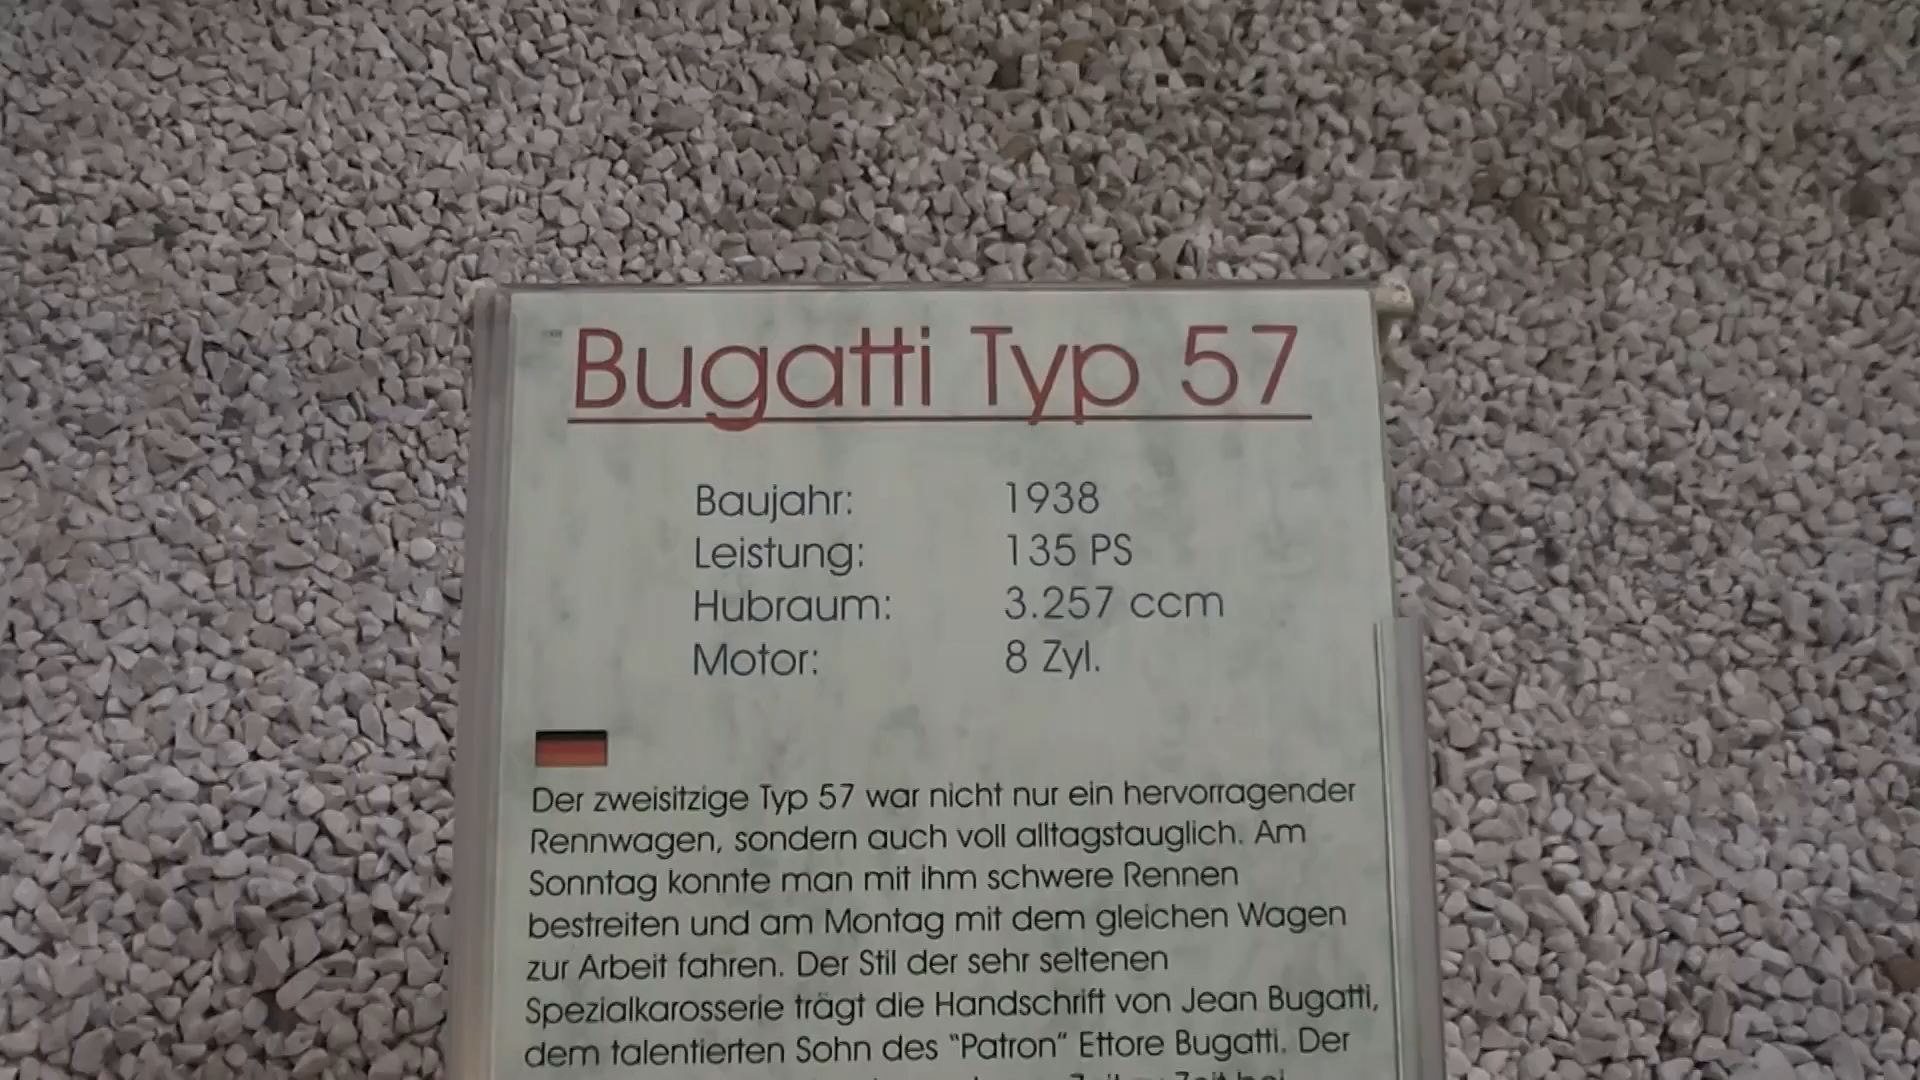 Bugatti Typ 57
Baujahr: 1938
Leistung: 135 PS
Hubraum: 3.257 ccm
Motor: 8 Zyl.
Der zweisitzige Typ 57 war nicht nur ein hervorragender
Rennwagen, sondern auch voll alltagstauglich. Am
Sonntag konnte man mit ihm schwere Rennen
bestreiten und am Montag mit dem gleichen Wagen
zur Arbeit fahren. Der Stil der sehr seltenen
Spezialkarosserie trägt die Handschrift von Jean Bugatti,
dem talentierten Sohn des "Patron" Ettore Bugatti. Der